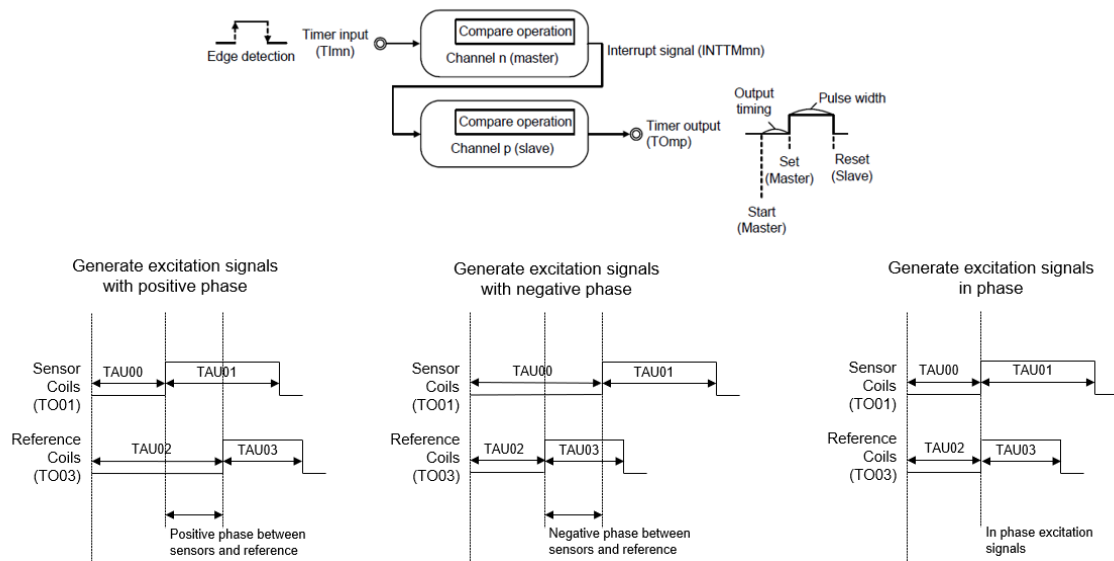 Edge detection
Timer input
(TImn)
Compare operation
Channel n (master)
Interrupt signal (INTTMmn)
Compare operation
Channel p (slave)
Timer output
(TOmp)
Output
timing
Pulse width
Set
(Master)
Reset
(Slave)
Start
(Master)
Generate excitation signals
with positive phase
Sensor
Coils
(TO01)
TAU00
TAU01
Reference
Coils
(TO03)
TAU02
TAU03
Positive phase between
sensors and reference
Generate excitation signals
with negative phase
Sensor
Coils
(TO01)
TAU00
TAU01
Reference
Coils
(TO03)
TAU02
TAU03
Negative phase between
sensors and reference
Generate excitation signals
in phase
Sensor
Coils
(TO01)
TAU00
TAU01
Reference
Coils
(TO03)
TAU02
TAU03
In phase excitation
signals